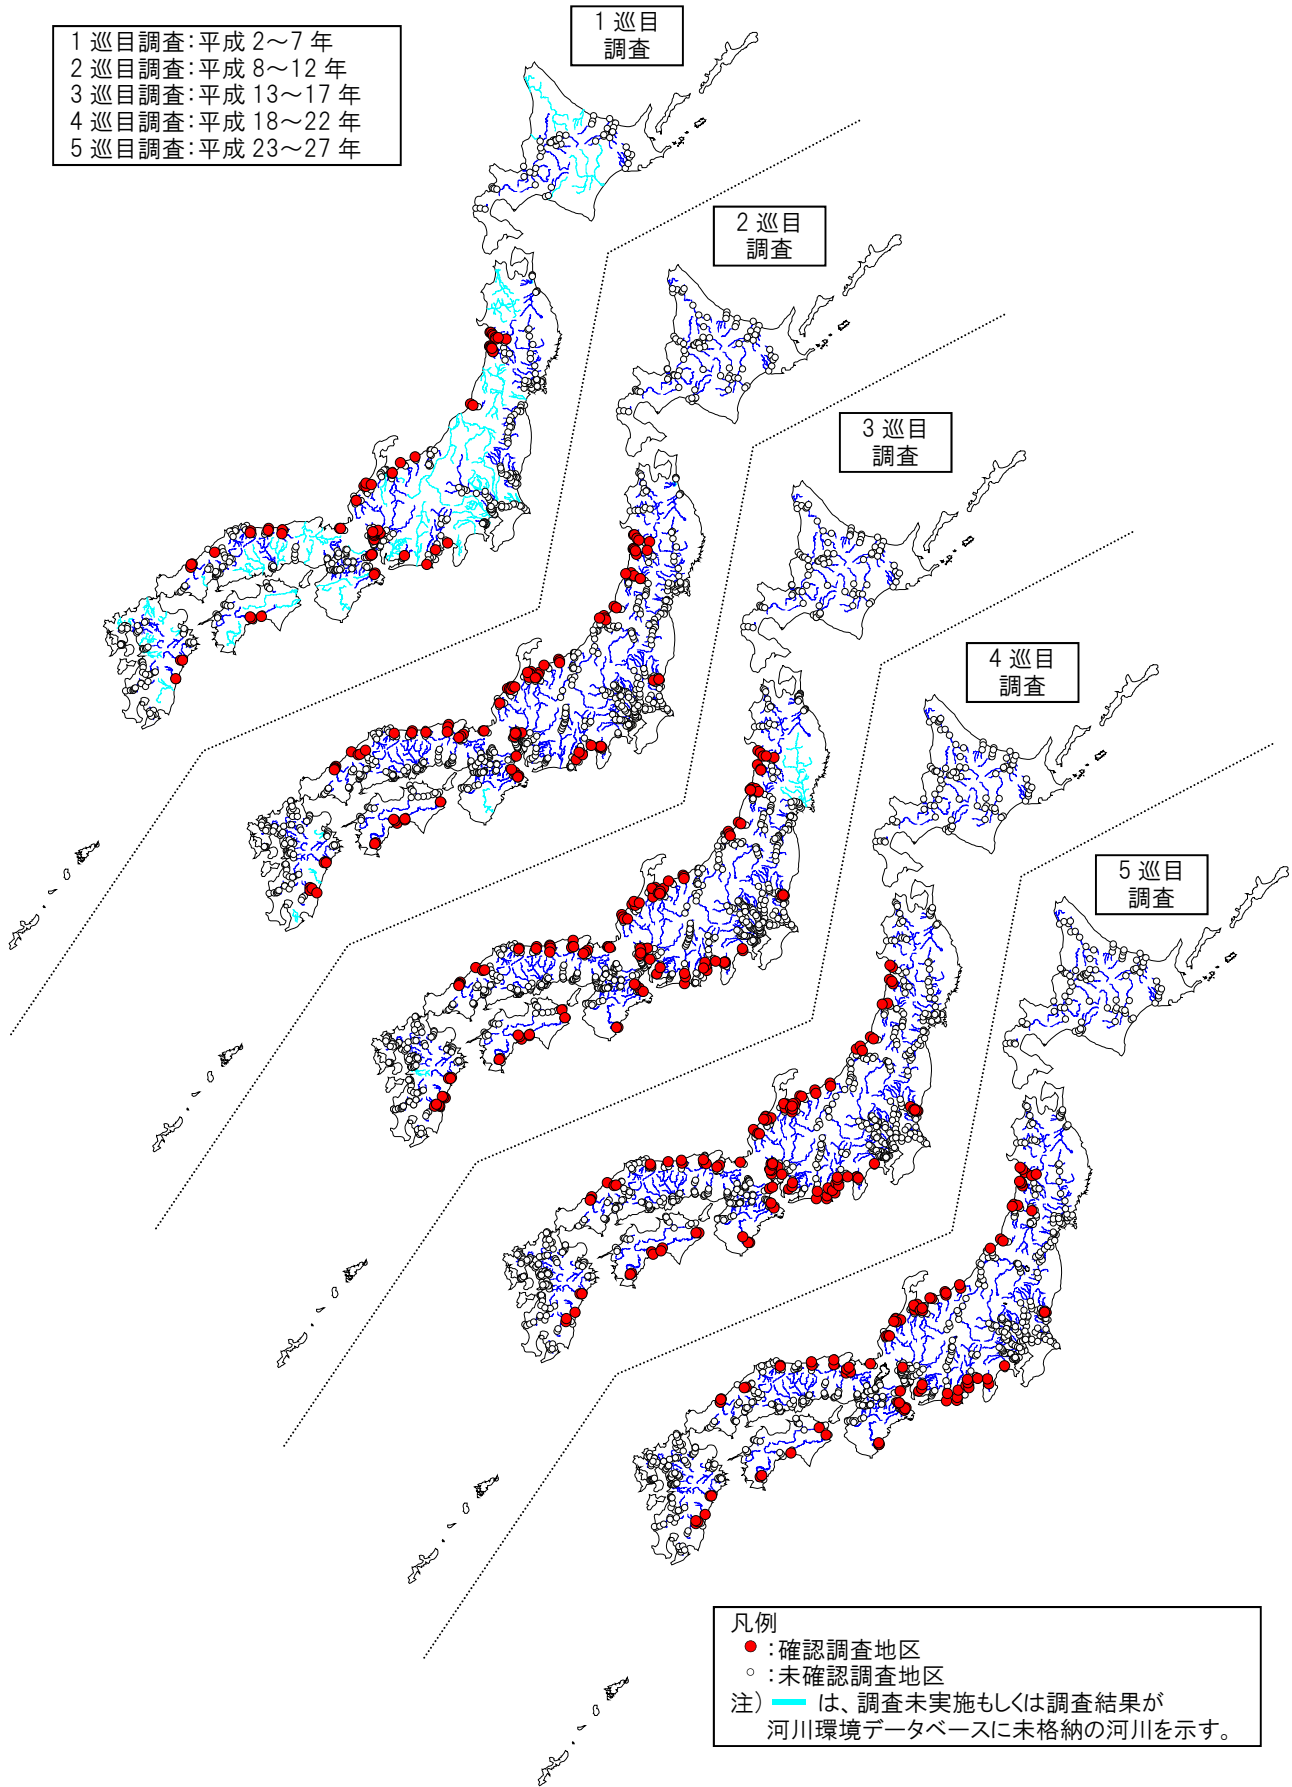 1 巡目調査：平成 2～7 年
2 巡目調査：平成 8～12 年
3 巡目調査：平成 13～17 年
4 巡目調査：平成 18～22 年
5 巡目調査：平成 23～27 年
1 巡目
調査
2 巡目
調査
3 巡目
調査
4 巡目
調査
5 巡目
調査
凡例
：確認調査地区
：未確認調査地区
注） は、調査未実施もしくは調査結果が
河川環境データベースに未格納の河川を示す。